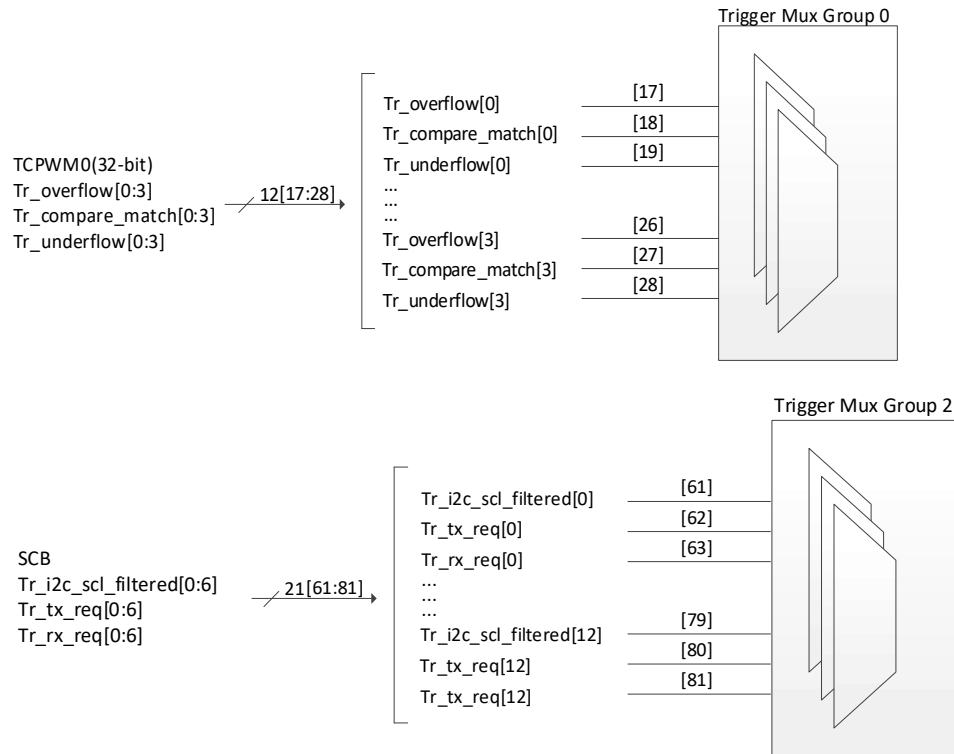 Trigger Mux Group 0
TCPWM0(32-bit)
Tr_overflow[0:3]
Tr_compare_match[0:3]
Tr_underflow[0:3]
12[17:28]
Tr_overflow[0]
[17]
Tr_compare_match[0]
[18]
Tr_underflow[0]
[19]
...
...
...
Tr_overflow[3]
[26]
Tr_compare_match[3]
[27]
Tr_underflow[3]
[28]
Trigger Mux Group 2
SCB
Tr_i2c_scl_filtered[0:6]
Tr_tx_req[0:6]
Tr_rx_req[0:6]
21[61:81]
Tr_i2c_scl_filtered[0]
[61]
Tr_tx_req[0]
[62]
Tr_rx_req[0]
[63]
...
...
...
Tr_i2c_scl_filtered[12]
[79]
Tr_tx_req[12]
[80]
Tr_tx_req[12]
[81]